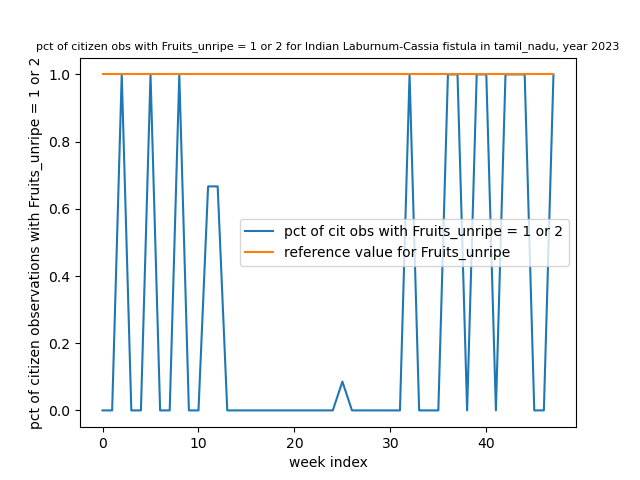 pct of citizen obs with Fruits_unripe = 1 or 2 for Indian Laburnum-Cassia fistula in tamil_nadu, year 2023
pct of citizen observations with Fruits_unripe = 1 or 2
1.0
0.8
0.6
0.4
0.2
0.0
pct of cit obs with Fruits_unripe = 1 or 2
reference value for Fruits_unripe
0 10 20 30 40
week index